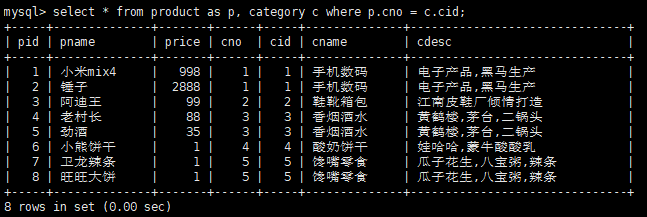 mysql> select * from product as p, category c where p.cno = c.cid;
+-----+-----------+-------+------+-----+--------------+-----------------------------------+
| pid | pname | price | cno | cid | cname | cdesc |
+-----+-----------+-------+------+-----+--------------+-----------------------------------+
| 1 | 小米mix4 | 998 | 1 | 1 | 手机数码 | 电子产品,黑马生产 |
| 2 | 锤子 | 2888 | 1 | 1 | 手机数码 | 电子产品,黑马生产 |
| 3 | 阿迪王 | 99 | 2 | 2 | 鞋靴箱包 | 江南皮鞋厂倾情打造 |
| 4 | 老村长 | 88 | 3 | 3 | 香烟酒水 | 黄鹤楼,茅台,二锅头 |
| 5 | 劲酒 | 35 | 3 | 3 | 香烟酒水 | 黄鹤楼,茅台,二锅头 |
| 6 | 小熊饼干 | 1 | 4 | 4 | 酸奶饼干 | 娃哈哈,蒙牛酸酸乳 |
| 7 | 卫龙辣条 | 1 | 5 | 5 | 馋嘴零食 | 瓜子花生,八宝粥,辣条 |
| 8 | 旺旺大饼 | 1 | 5 | 5 | 馋嘴零食 | 瓜子花生,八宝粥,辣条 |
+-----+-----------+-------+------+-----+--------------+-----------------------------------+
8 rows in set (0.00 sec)